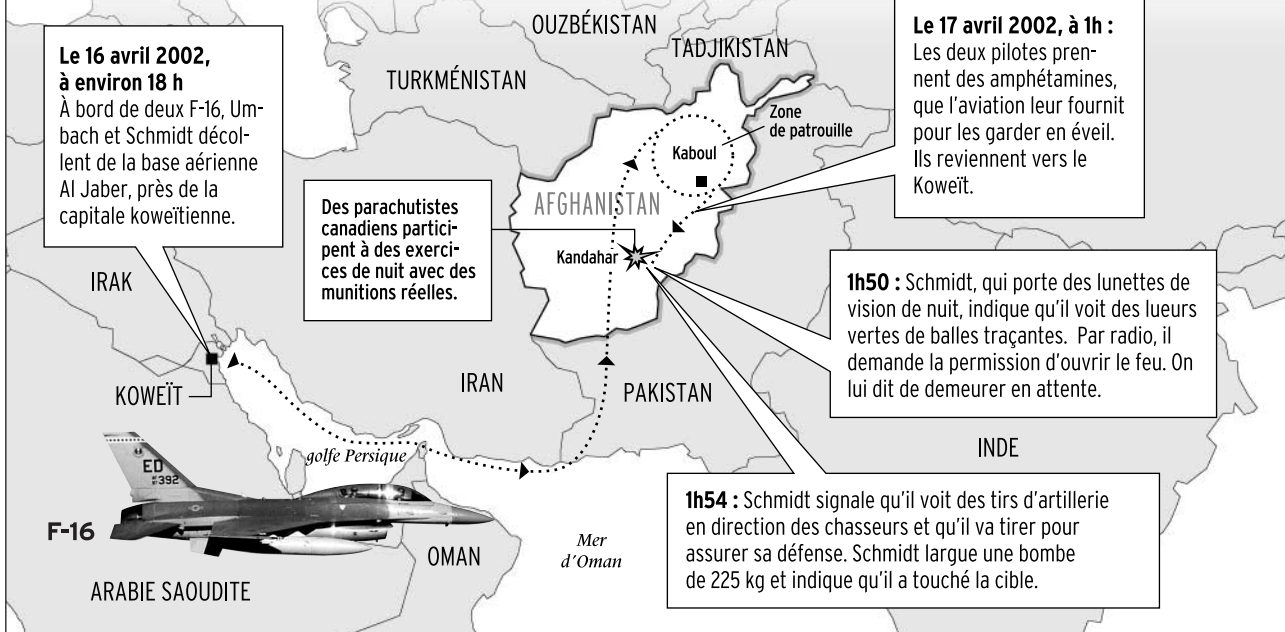 OUZBÉKISTAN
TADJIKISTAN
TURKMÉNISTAN
Le 16 avril 2002,
à environ 18 h
À bord de deux F-16, Um-
bach et Schmidt décol-
lent de la base aérienne
Al Jaber, près de la
capitale koweïtienne.
Le 17 avril 2002, à 1h :
Les deux pilotes pren-
nent des amphétamines,
que l'aviation leur fournit
pour les garder en éveil.
Ils reviennent vers le
Koweït.
Zone
de patrouille
Kaboul
AFGHANISTAN
Kandahar
Des parachutistes
canadiens partici-
pent à des exerci-
ces de nuit avec des
munitions réelles.
IRAK
KOWEÏT
IRAN
PAKISTAN
1h50 : Schmidt, qui porte des lunettes de
vision de nuit, indique qu'il voit des lueurs
vertes de balles traçantes. Par radio, il
demande la permission d'ouvrir le feu. On
lui dit de demeurer en attente.
INDE
golfe Persique
ED
392
F-16
OMAN
Mer
d'Oman
ARABIE SAOUDITE
1h54 : Schmidt signale qu'il voit des tirs d'artillerie
en direction des chasseurs et qu'il va tirer pour
assurer sa défense. Schmidt largue une bombe
de 225 kg et indique qu'il a touché la cible.